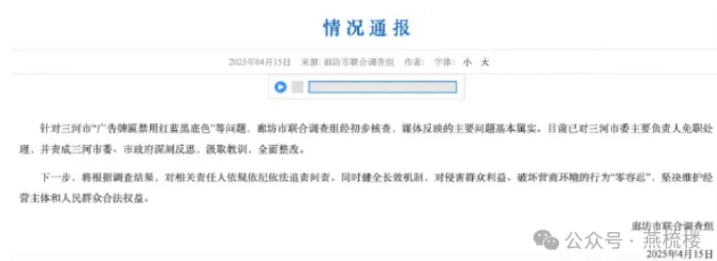 情况通报
2025年04月15日 来源: 廊坊市联合调查组 作者: 字体: 小 大
针对三河市“广告牌匾禁用红蓝黑底色”等问题，廊坊市联合调查组经初步核查，媒体反映的主要问题基本属实。目前已对三河市委主要负责人免职处
理，并责成三河市委、市政府深刻反思，汲取教训，全面整改。
下一步，将根据调查结果，对相关责任人依规依纪依法追责问责。同时健全长效机制，对侵害群众利益、破坏营商环境的行为“零容忍”，坚决维护经
营主体和人民群众合法权益。
廊坊市联合调查组
公众号·燕梳楼
2025年4月15日